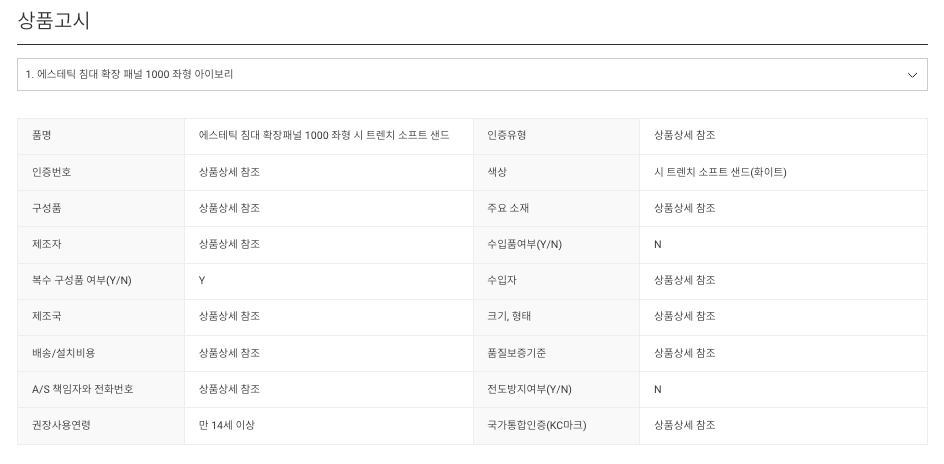 상품고시
1. 에스테틱 침대 확장 패널 1000 좌형 아이보리
품명 에스테틱 침대 확장패널 1000 좌형 시 트렌치 소프트 샌드 인증유형 상품상세 참조
인증번호 상품상세 참조 색상 시 트렌치 소프트 샌드(화이트)
구성품 상품상세 참조 주요 소재 상품상세 참조
제조자 상품상세 참조 수입품여부(Y/N) N
복수 구성품 여부(Y/N) Y 수입자 상품상세 참조
제조국 상품상세 참조 크기, 형태 상품상세 참조
배송/설치비용 상품상세 참조 품질보증기준 상품상세 참조
A/S 책임자와 전화번호 상품상세 참조 전도방지여부(Y/N) N
권장사용연령 만 14세 이상 국가통합인증(KC마크) 상품상세 참조